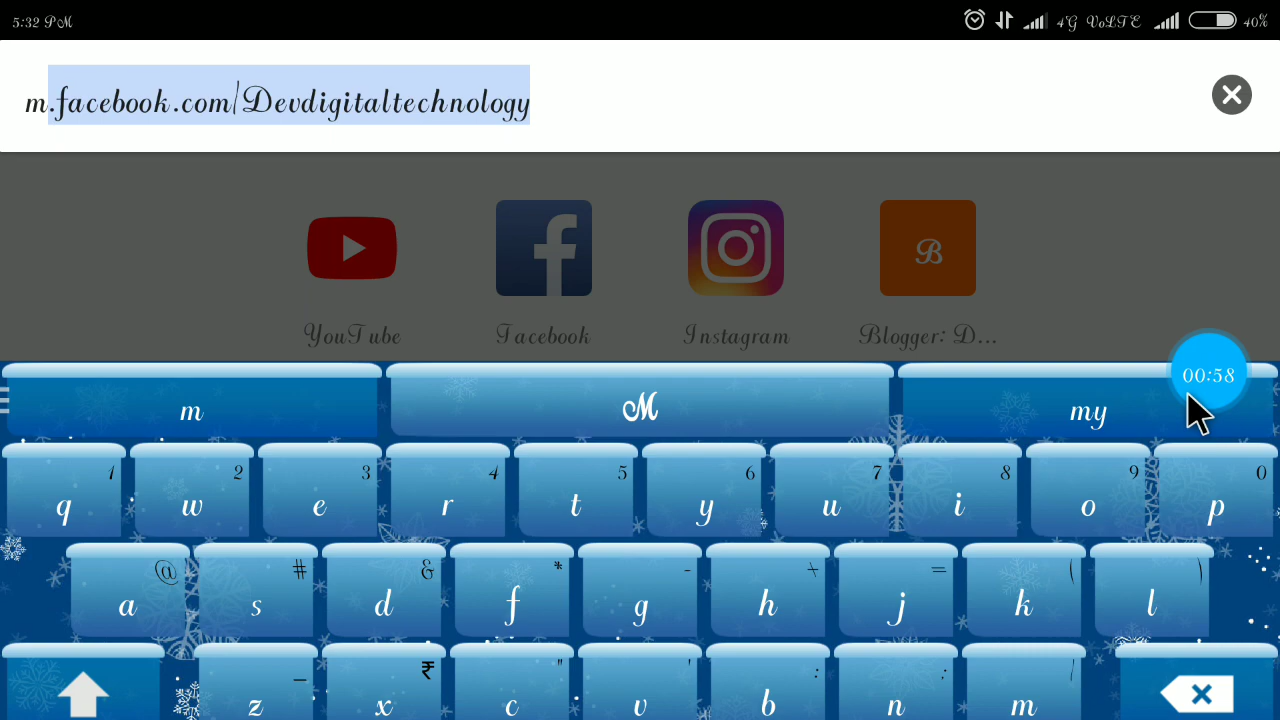 5:32 PM 4G VoLTE 40%
m.facebook.com/Devdigitaltechnology
YouTube Facebook B Instagram Blogger: D...
00:58
m M my
1 2 3 4 5 6 7 8 9 0
q w e r t y u i o p
@ # & * - + = ( )
a s d f g h j k l
_ ₹ " ' : ; /
z x c v b n m